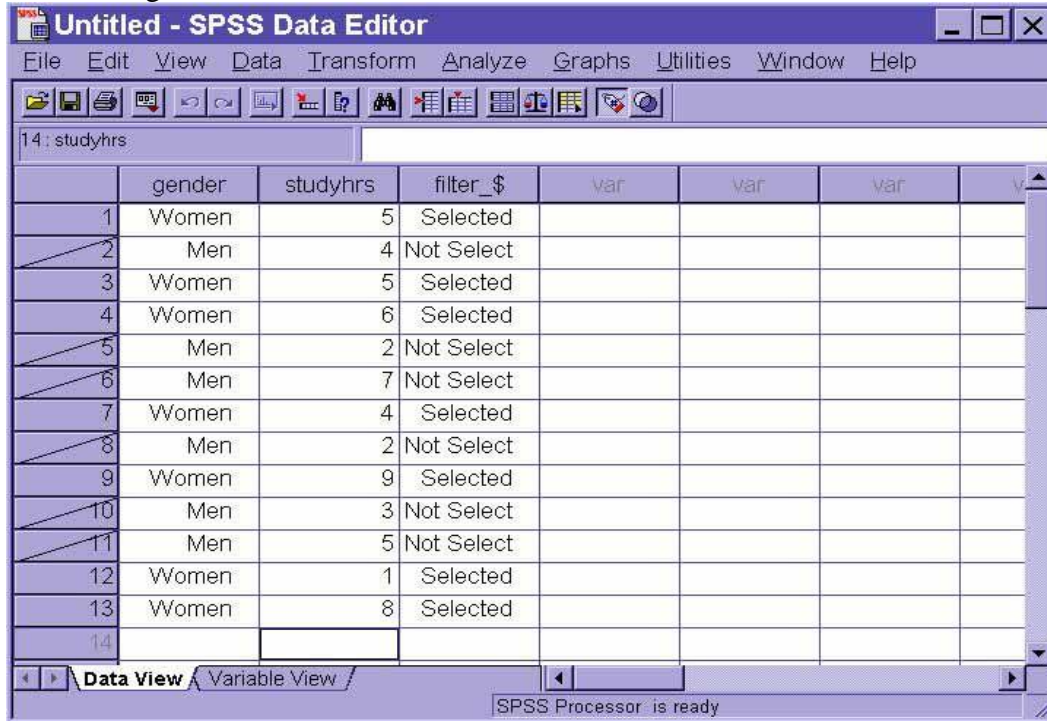 Untitled - SPSS Data Editor
File Edit View Data Transform Analyze Graphs Utilities Window Help
14 : studyhrs
gender studyhrs filter_$ var var var v
1 Women 5 Selected
2 Men 4 Not Select
3 Women 5 Selected
4 Women 6 Selected
5 Men 2 Not Select
6 Men 7 Not Select
7 Women 4 Selected
8 Men 2 Not Select
9 Women 9 Selected
10 Men 3 Not Select
11 Men 5 Not Select
12 Women 1 Selected
13 Women 8 Selected
14
Data View Variable View
SPSS Processor is ready